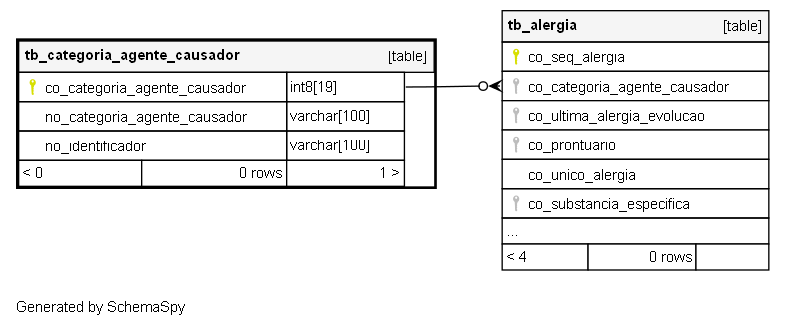 tb_categoria_agente_causador [table]
co_categoria_agente_causador int8[19]
no_categoria_agente_causador varchar[100]
no_identificador varchar[100]
< 0 0 rows 1 >
tb_alergia [table]
co_seq_alergia
co_categoria_agente_causador
co_ultima_alergia_evolucao
co_prontuario
co_unico_alergia
co_substancia_especifica
...
< 4 0 rows
Generated by SchemaSpy